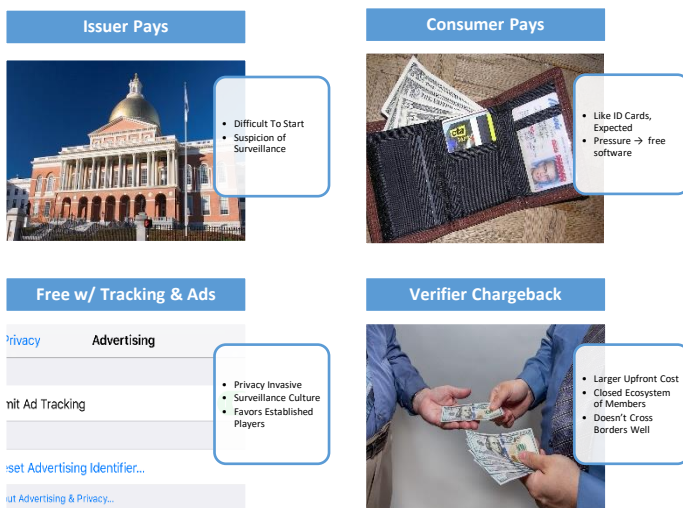 Issuer Pays
• Difficult To Start
• Suspicion of
Surveillance
Consumer Pays
cta
• Like ID Cards,
Expected
• Pressure → free
software
Free w/ Tracking & Ads
Privacy
Advertising
mit Ad Tracking
eset Advertising Identifier...
ut Advertising & Privacy...
• Privacy Invasive
• Surveillance Culture
• Favors Established
Players
Verifier Chargeback
• Larger Upfront Cost
• Closed Ecosystem
of Members
• Doesn't Cross
Borders Well